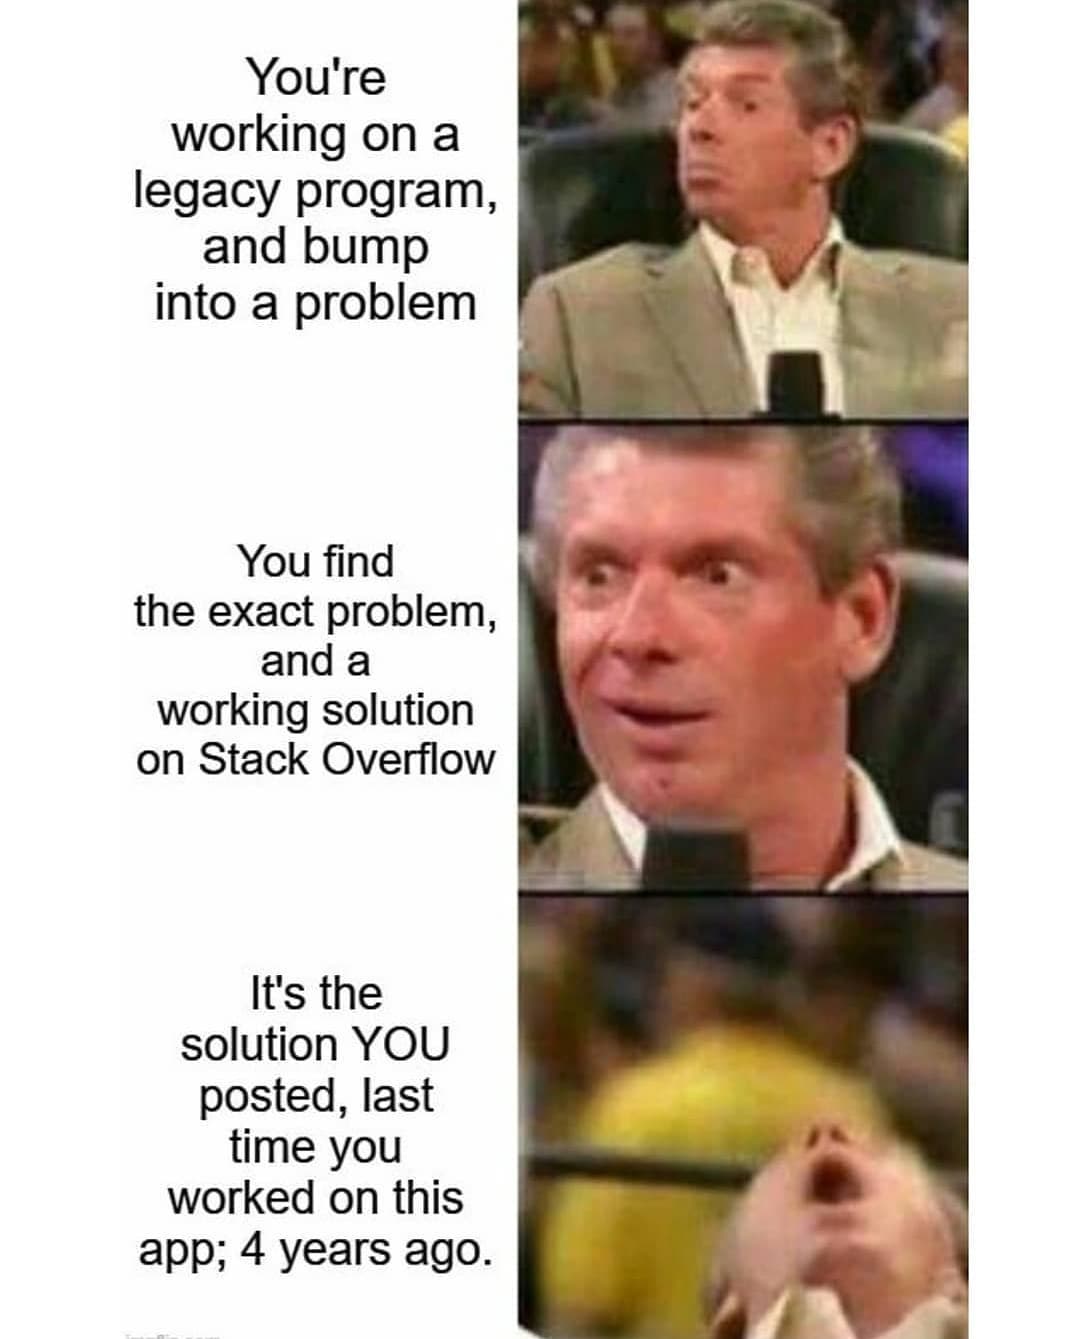 You're
working on a
legacy program,
and bump
into a problem
You find
the exact problem,
and a
working solution
on Stack Overflow
It's the
solution YOU
posted, last
time you
worked on this
app; 4 years ago.